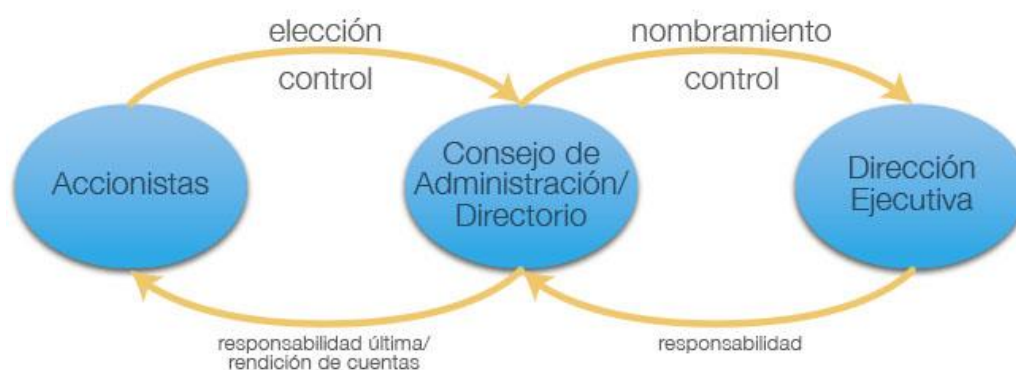 elección
control
nombramiento
control
Accionistas
Consejo de
Administración/
Directorio
Dirección
Ejecutiva
responsabilidad última/
rendición de cuentas
responsabilidad